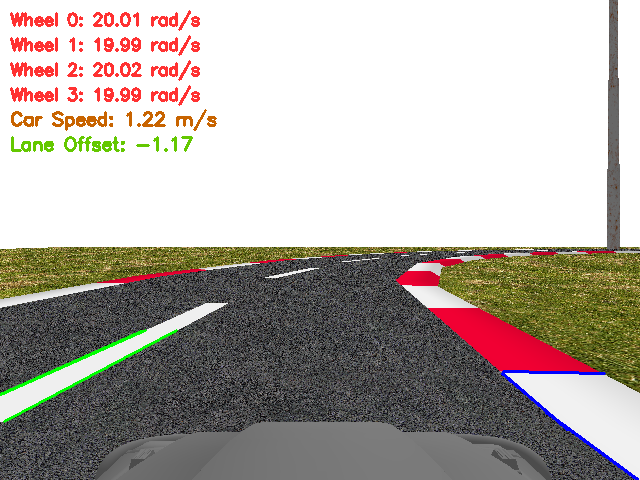 Wheel 0: 20.01 rad/s
Wheel 1: 19.99 rad/s
Wheel 2: 20.02 rad/s
Wheel 3: 19.99 rad/s
Car Speed: 1.22 m/s
Lane Offset: -1.17